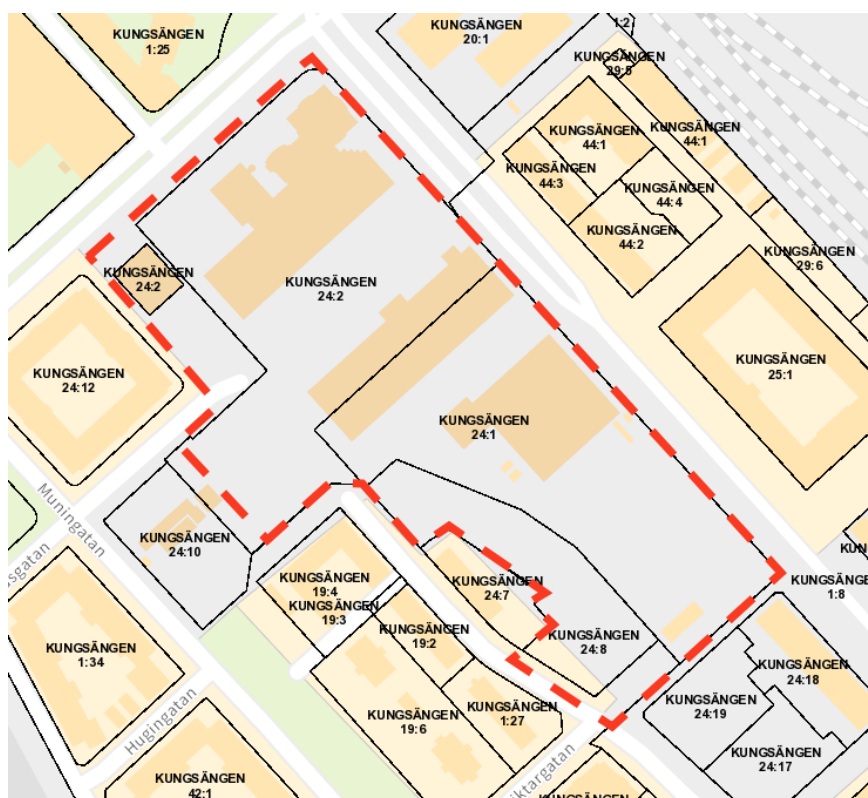 KUNGSÄNGEN
1:25
KUNGSÄNGEN
20:1
1:2
KUNGSÄNGEN
29:5
KUNGSÄNGEN
44:1
KUNGSÄNGEN
44:1
KUNGSÄNGEN
44:3
KUNGSÄNGEN
44:4
KUNGSÄNGEN
44:2
KUNGSÄNGEN
29:6
KUNGSÄNGEN
24:2
KUNGSÄNGEN
24:2
KUNGSÄNGEN
24:12
KUNGSÄNGEN
25:1
KUNGSÄNGEN
24:1
Muningatan
KUNGSÄNGEN
24:10
sgatan
KUNGSÄNGEN
19:4
KUNGSÄNGEN
19:3
KUNGSÄNGEN
24:7
KUN
KUNGSÄNGE
1:8
KUNGSÄNGEN
19:2
KUNGSÄNGEN
24:8
KUNGSÄNGEN
1:34
KUNGSÄNGEN
24:18
KUNGSÄNGEN
24:19
KUNGSÄNGEN
19:6
KUNGSÄNGEN
1:27
Hugingatan
KUNGSÄNGEN
24:17
iktargatan
KUNGSÄNGEN
42:1